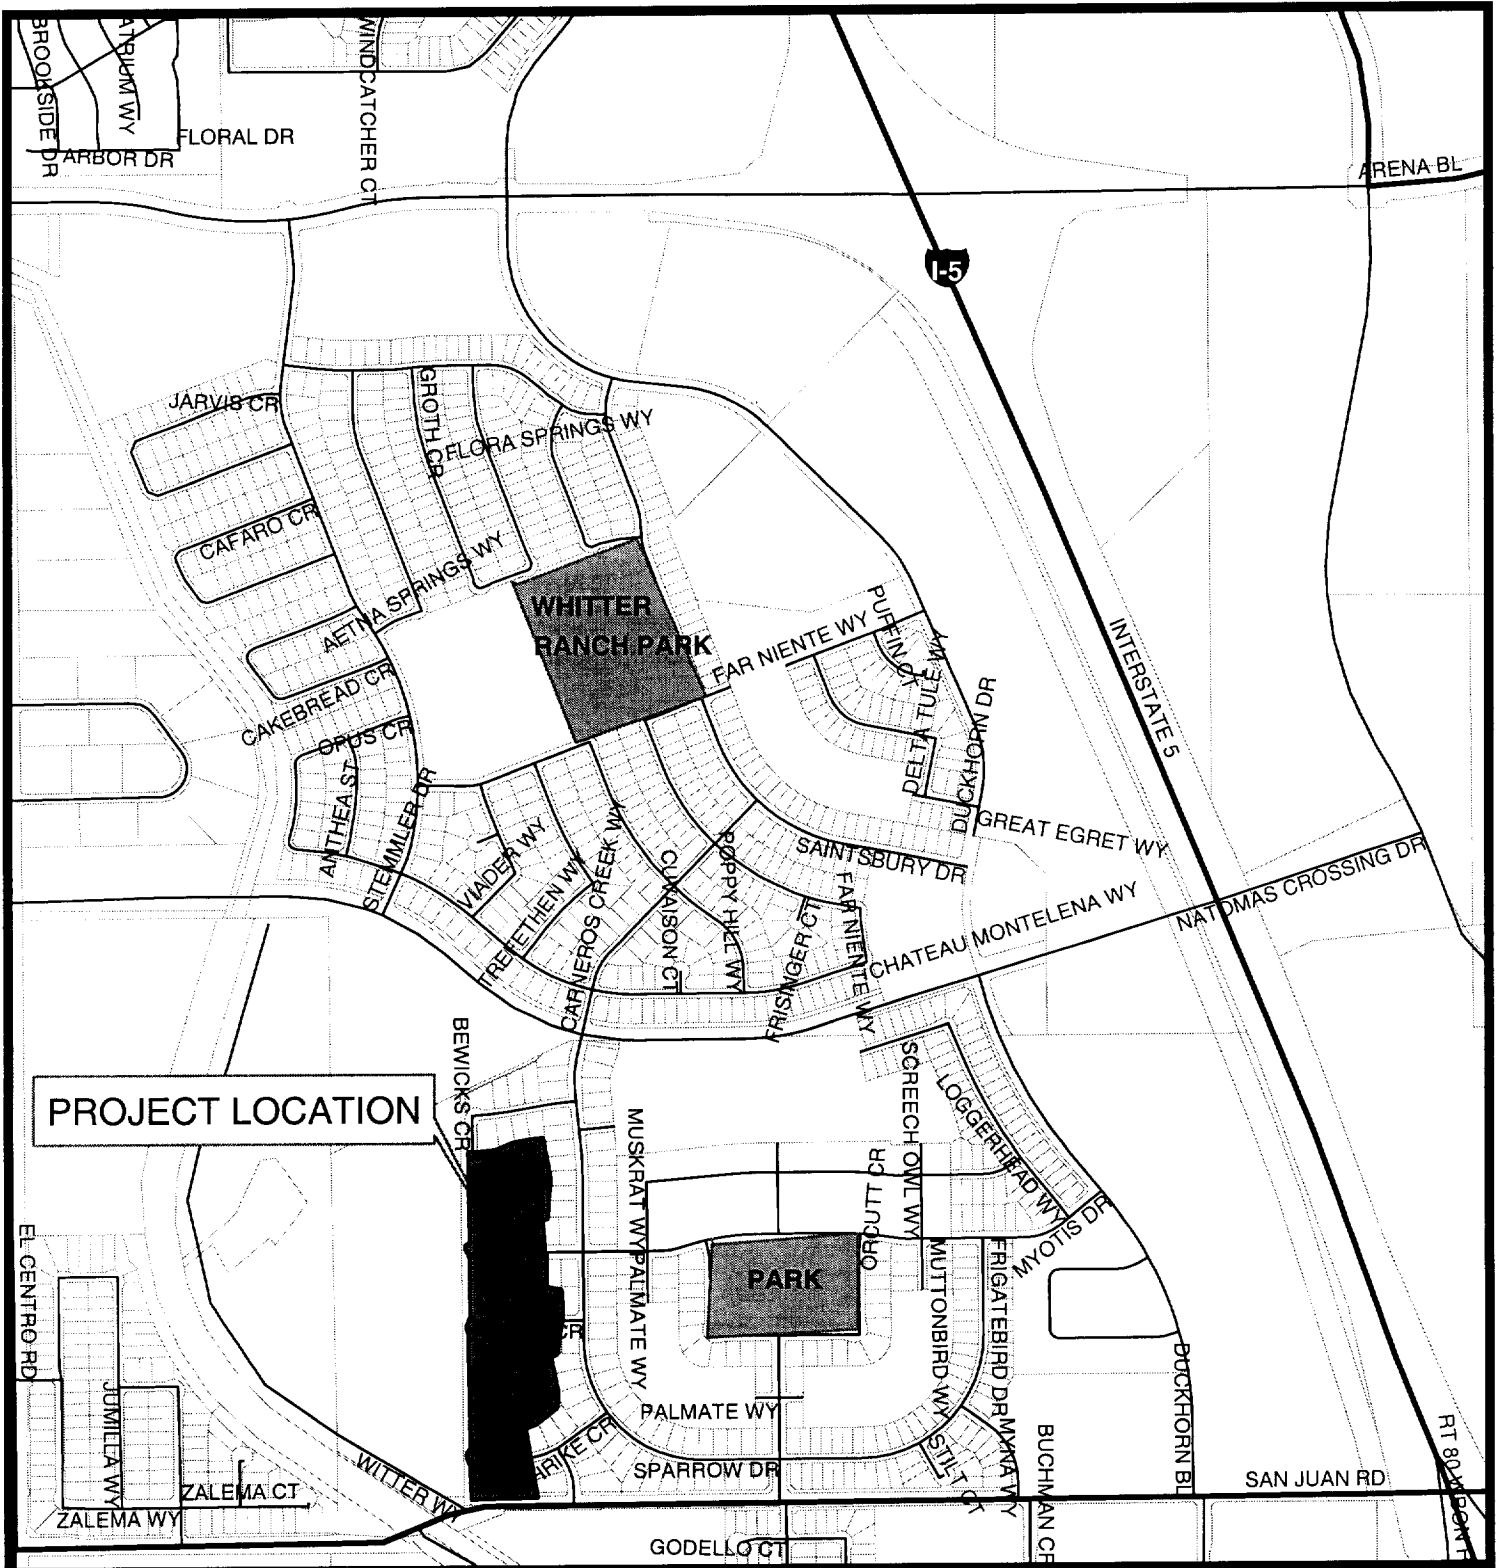 BROOKSIDE DR
ATRIUM WY
WINDCATCHER CT
FLORAL DR
ARBOR DR
ARENA BL
I-5
JARVIS CR
GROTH CR
FLORA SPRINGS WY
CAFARO CR
AETNA SPRINGS WY
WHITTER
RANCH PARK
FAR NIENTE WY
PUFFIN CT
DELTA TULE WY
DUCKHORN DR
INTERSTATE 5
CAKEBREAD CR
OPUS CR
ANTHEA ST
STEMMLER DR
VIADER WY
TREFETHEN WY
CARNEROS CREEK WY
CUVAISON CT
POPPY HILL WY
SAINTSBURY DR
GREAT EGRET WY
FRISINGER CT
FAR NIENTE WY
CHATEAU MONTELENA WY
NATOMAS CROSSING DR
BEWICKS CR
PROJECT LOCATION
MUSKRAT WY
PALMATE WY
SCREECH OWL WY
LOGGERHEAD WY
ORCUTT CR
MYOTIS DR
PARK
MUTTONBIRD WY
FRIGATEBIRD DR
EL CENTRO RD
CR
PALMATE WY
MYNA WY
BUCHMAN CR
DUCKHORN BL
JUMILLA WY
ZALEMA CT
ZALEMA WY
WITTER WY
ARIKE CR
SPARROW DR
STILT CT
SAN JUAN RD
GODELLO CT
RT 80